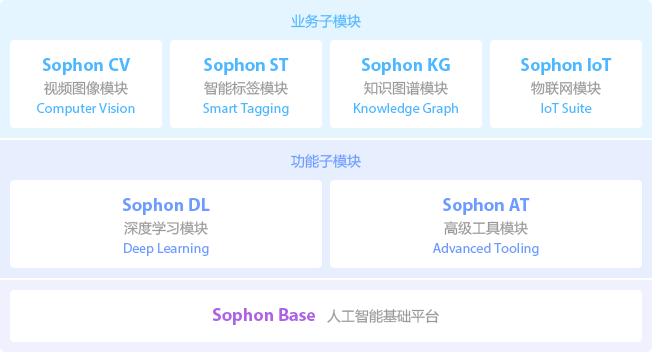 业务子模块
Sophon CV
视频图像模块
Computer Vision
Sophon ST
智能标签模块
Smart Tagging
Sophon KG
知识图谱模块
Knowledge Graph
Sophon IoT
物联网模块
IoT Suite
功能子模块
Sophon DL
深度学习模块
Deep Learning
Sophon AT
高级工具模块
Advanced Tooling
Sophon Base 人工智能基础平台